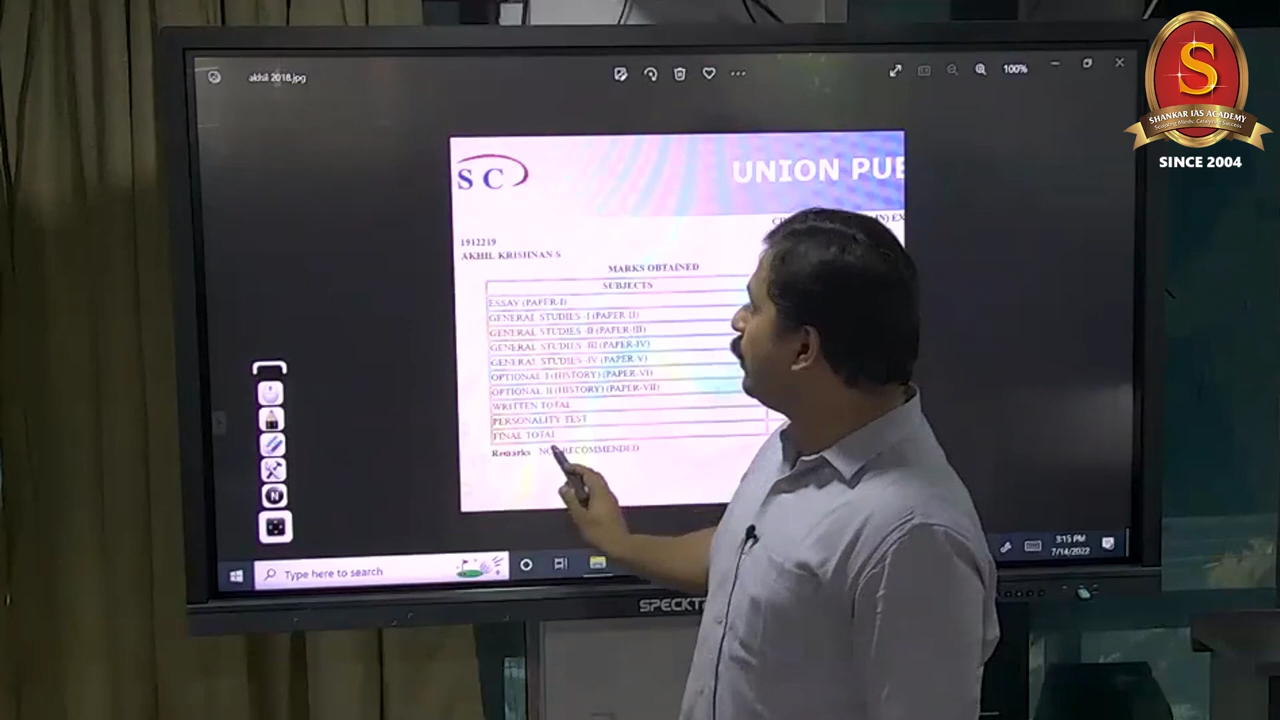 akhil 2018.jpg
100%
SHANKAR IAS ACADEMY
SINCE 2004
S
S C
UNION PUB
1912219
AKHIL KRISHNAN S
MARKS OBTAINED
SUBJECTS
ESSAY (PAPER-I)
GENERAL STUDIES -I (PAPER-II)
GENERAL STUDIES -II (PAPER-III)
GENERAL STUDIES -III (PAPER-IV)
GENERAL STUDIES -IV (PAPER-V)
OPTIONAL I (HISTORY) (PAPER-VI)
OPTIONAL II (HISTORY) (PAPER-VII)
WRITTEN TOTAL
PERSONALITY TEST
FINAL TOTAL
Remarks RECOMMENDED
N
Type here to search
3:15 PM
7/14/2022
SPECKT